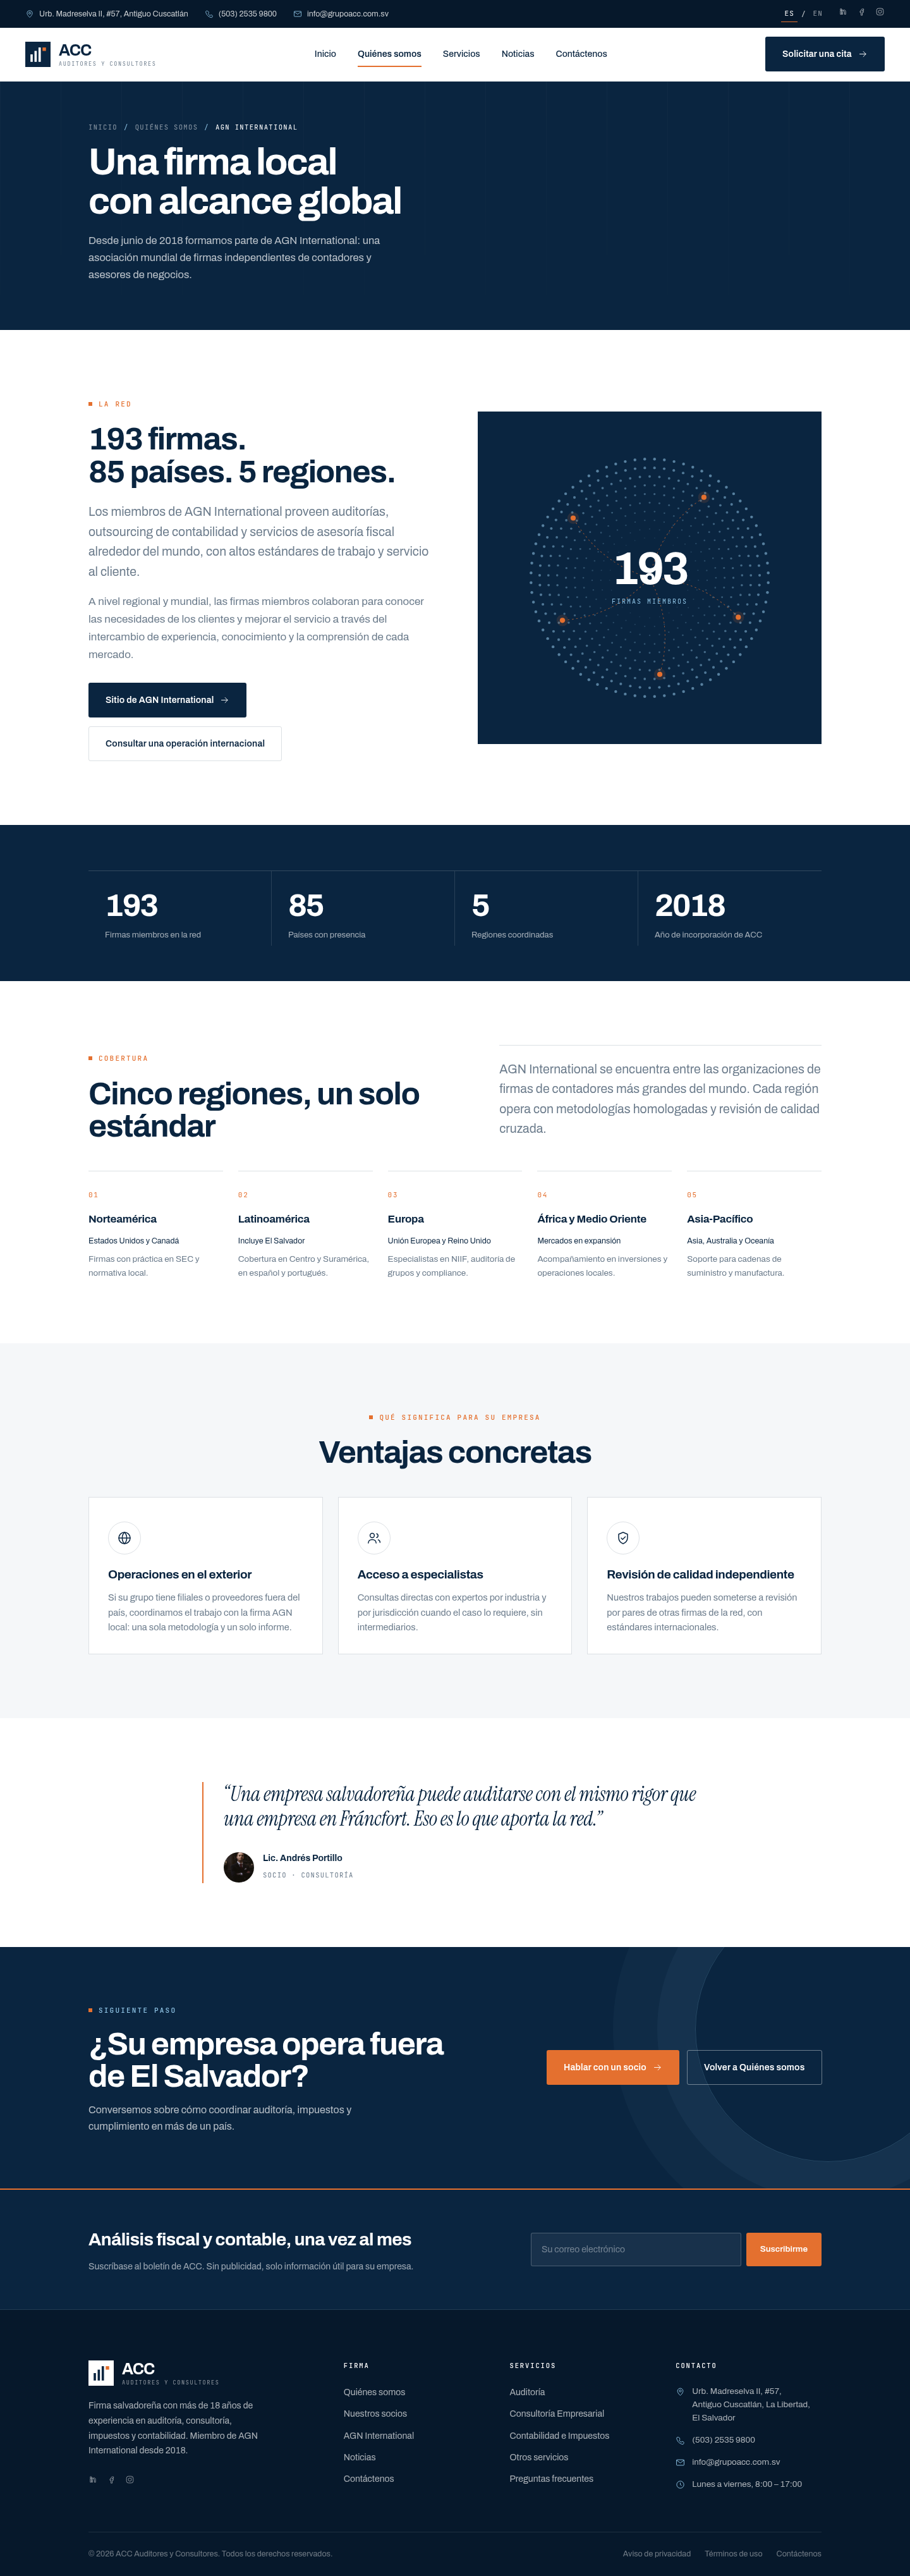 Urb. Madreselva II, #57, Antiguo Cuscatlán
(503) 2535 9800
info@grupoacc.com.sv
ES / EN
ACC
AUDITORES Y CONSULTORES
Inicio
Quiénes somos
Servicios
Noticias
Contáctenos
Solicitar una cita
INICIO / QUIÉNES SOMOS / AGN INTERNATIONAL
Una firma local
con alcance global
Desde junio de 2018 formamos parte de AGN International: una
asociación mundial de firmas independientes de contadores y
asesores de negocios.
LA RED
193 firmas.
85 países. 5 regiones.
Los miembros de AGN International proveen auditorías,
outsourcing de contabilidad y servicios de asesoría fiscal
alrededor del mundo, con altos estándares de trabajo y servicio
al cliente.
A nivel regional y mundial, las firmas miembros colaboran para conocer
las necesidades de los clientes y mejorar el servicio a través del
intercambio de experiencia, conocimiento y la comprensión de cada
mercado.
Sitio de AGN International
Consultar una operación internacional
193
FIRMAS MIEMBROS
193
Firmas miembros en la red
85
Países con presencia
5
Regiones coordinadas
2018
Año de incorporación de ACC
COBERTURA
Cinco regiones, un solo
estándar
AGN International se encuentra entre las organizaciones de
firmas de contadores más grandes del mundo. Cada región
opera con metodologías homologadas y revisión de calidad
cruzada.
01
Norteamérica
Estados Unidos y Canadá
Firmas con práctica en SEC y
normativa local.
02
Latinoamérica
Incluye El Salvador
Cobertura en Centro y Suramérica,
en español y portugués.
03
Europa
Unión Europea y Reino Unido
Especialistas en NIIF, auditoría de
grupos y compliance.
04
África y Medio Oriente
Mercados en expansión
Acompañamiento en inversiones y
operaciones locales.
05
Asia-Pacífico
Asia, Australia y Oceanía
Soporte para cadenas de
suministro y manufactura.
QUÉ SIGNIFICA PARA SU EMPRESA
Ventajas concretas
Operaciones en el exterior
Si su grupo tiene filiales o proveedores fuera del
país, coordinamos el trabajo con la firma AGN
local: una sola metodología y un solo informe.
Acceso a especialistas
Consultas directas con expertos por industria y
por jurisdicción cuando el caso lo requiere, sin
intermediarios.
Revisión de calidad independiente
Nuestros trabajos pueden someterse a revisión
por pares de otras firmas de la red, con
estándares internacionales.
“Una empresa salvadoreña puede auditarse con el mismo rigor que
una empresa en Fráncfort. Eso es lo que aporta la red.”
Lic. Andrés Portillo
SOCIO · CONSULTORÍA
SIGUIENTE PASO
¿Su empresa opera fuera
de El Salvador?
Conversemos sobre cómo coordinar auditoría, impuestos y
cumplimiento en más de un país.
Hablar con un socio
Volver a Quiénes somos
Análisis fiscal y contable, una vez al mes
Suscríbase al boletín de ACC. Sin publicidad, solo información útil para su empresa.
Su correo electrónico
Suscribirme
ACC
AUDITORES Y CONSULTORES
Firma salvadoreña con más de 18 años de
experiencia en auditoría, consultoría,
impuestos y contabilidad. Miembro de AGN
International desde 2018.
FIRMA
Quiénes somos
Nuestros socios
AGN International
Noticias
Contáctenos
SERVICIOS
Auditoría
Consultoría Empresarial
Contabilidad e Impuestos
Otros servicios
Preguntas frecuentes
CONTACTO
Urb. Madreselva II, #57,
Antiguo Cuscatlán, La Libertad,
El Salvador
(503) 2535 9800
info@grupoacc.com.sv
Lunes a viernes, 8:00 – 17:00
© 2026 ACC Auditores y Consultores. Todos los derechos reservados.
Aviso de privacidad
Términos de uso
Contáctenos